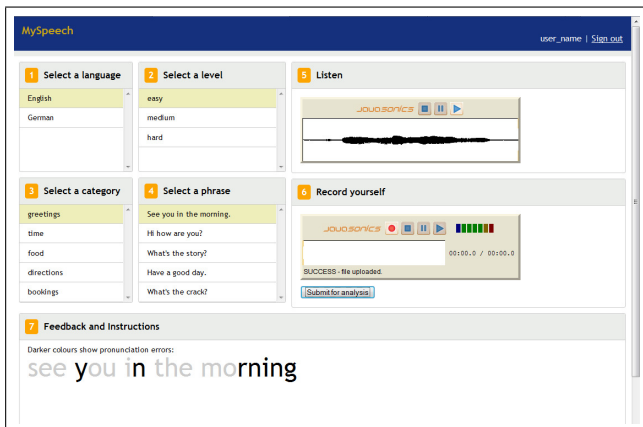 MySpeech
user_name | Sign out
1 Select a language
English
German
2 Select a level
easy
medium
hard
5 Listen
JavaSonics
3 Select a category
greetings
time
food
directions
bookings
4 Select a phrase
See you in the morning.
Hi how are you?
What's the story?
Have a good day.
What's the crack?
6 Record yourself
JavaSonics
00:00.0 / 00:00.0
SUCCESS - file uploaded.
Submit for analysis
7 Feedback and Instructions
Darker colours show pronunciation errors:
see you in the morning